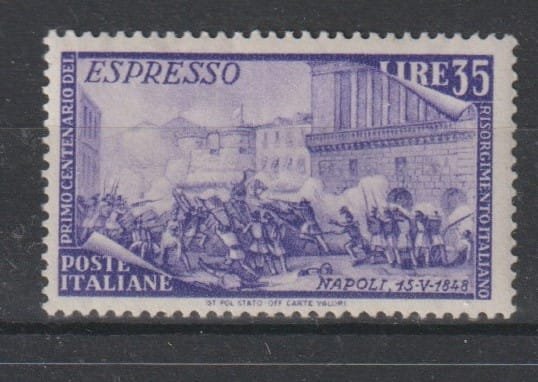 PRIMO CENTENARIO DEL
ESPRESSO
LIRE 35
RISORGIMENTO ITALIANO
POSTE
ITALIANE
NAPOLI, 15-V-1848
IST. POL. STATO-OFF. CARTE VALORI